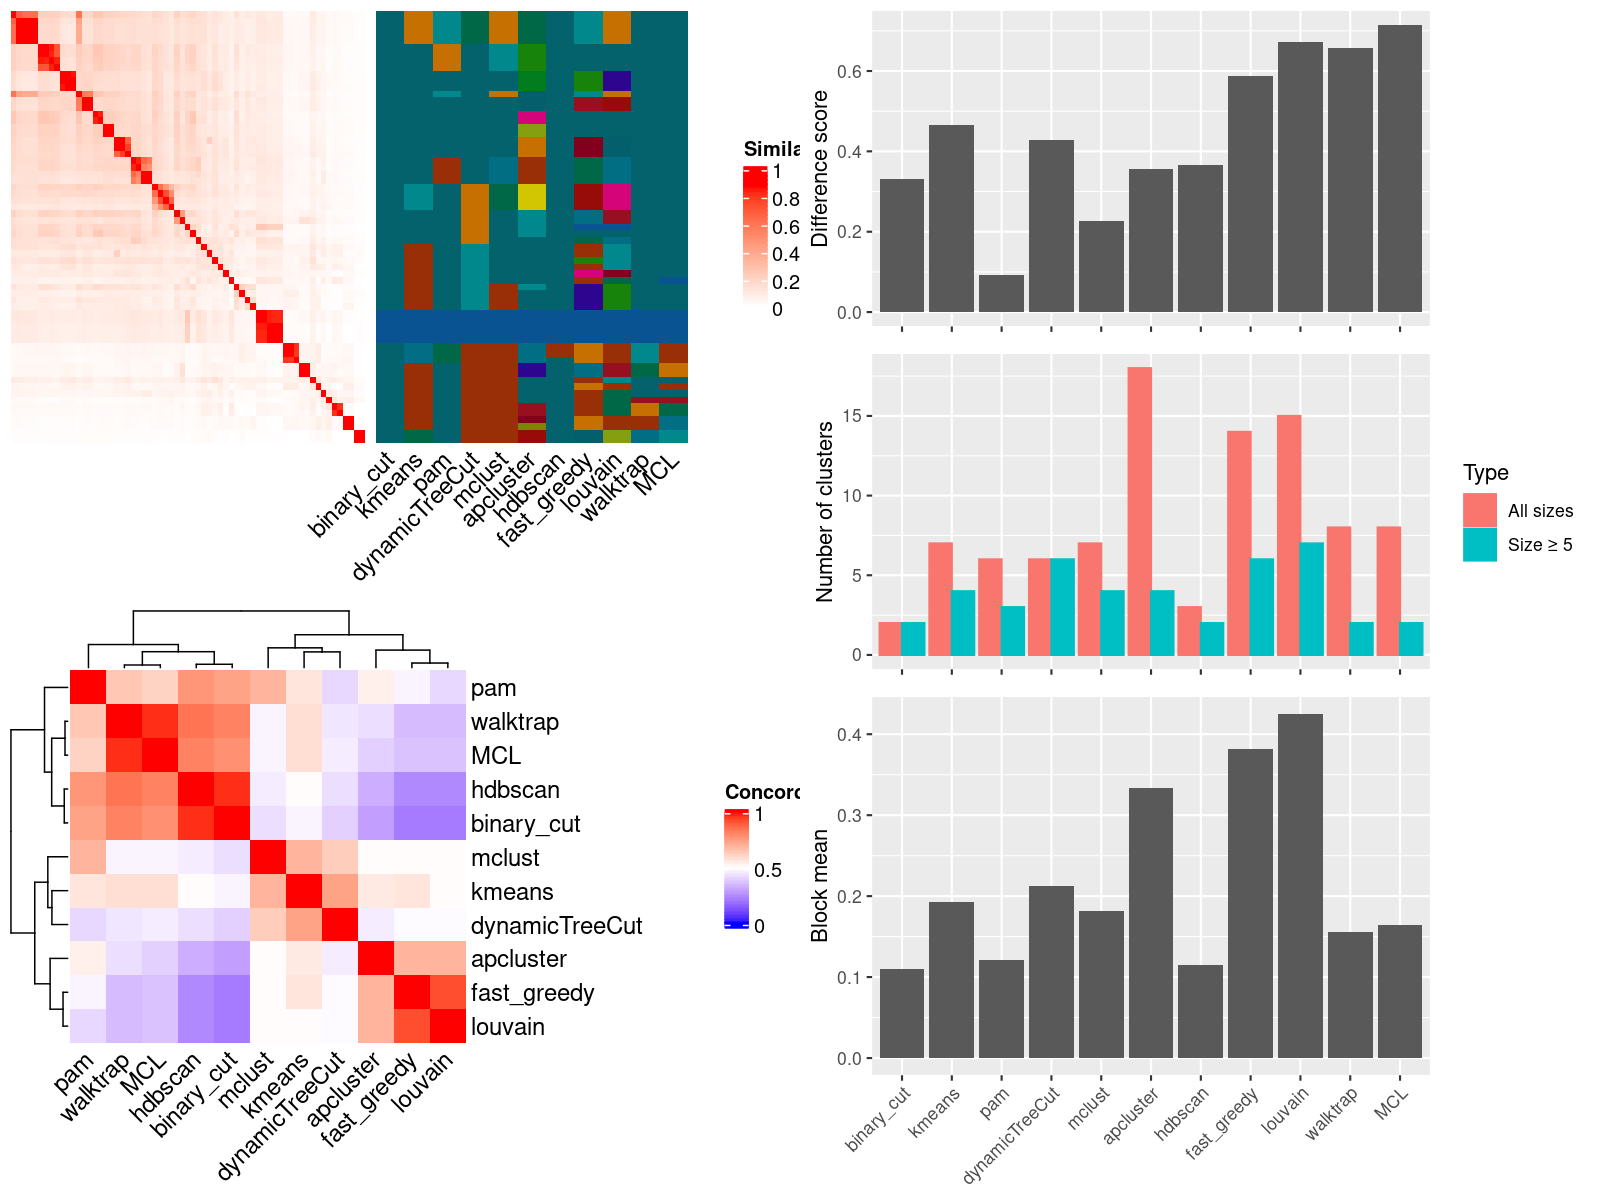 Simila
1
0.8
0.6
0.4
0.2
0
binary_cut
kmeans
pam
dynamicTreeCut
mclust
apcluster
hdbscan
fast_greedy
louvain
walktrap
MCL
pam
walktrap
MCL
hdbscan
binary_cut
mclust
kmeans
dynamicTreeCut
apcluster
fast_greedy
louvain
pam
walktrap
MCL
hdbscan
binary_cut
mclust
kmeans
dynamicTreeCut
apcluster
fast_greedy
louvain
Concord
1
0.5
0
Difference score
0.6
0.4
0.2
0.0
Number of clusters
15
10
5
0
Type
All sizes
Size ≥ 5
Block mean
0.4
0.3
0.2
0.1
0.0
binary_cut
kmeans
pam
dynamicTreeCut
mclust
apcluster
hdbscan
fast_greedy
louvain
walktrap
MCL